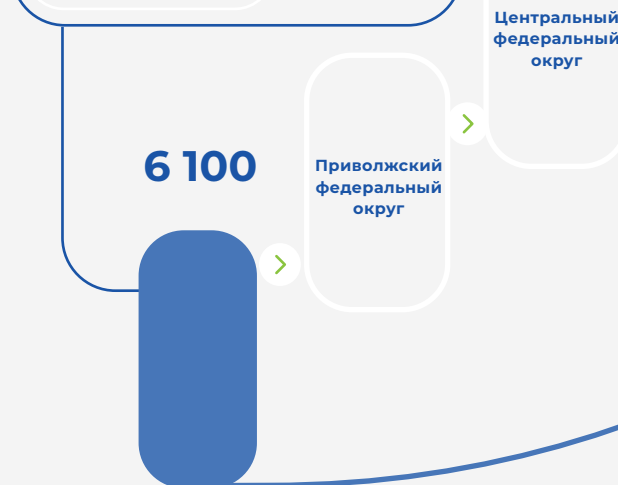 Центральный
федеральный
округ
6 100
Приволжский
федеральный
округ